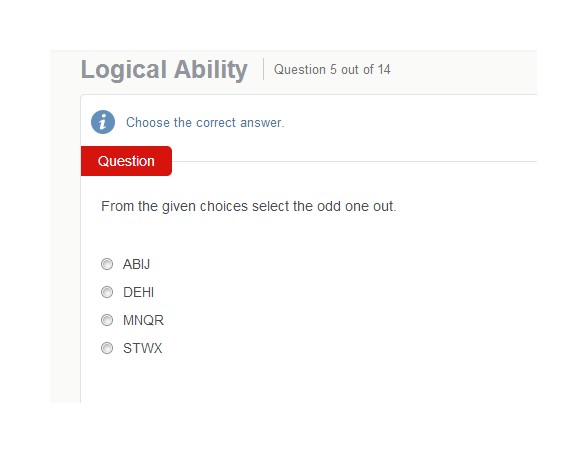 Logical Ability
Question 5 out of 14
Choose the correct answer.
Question
From the given choices select the odd one out.
ABIJ
DEHI
MNQR
STWX